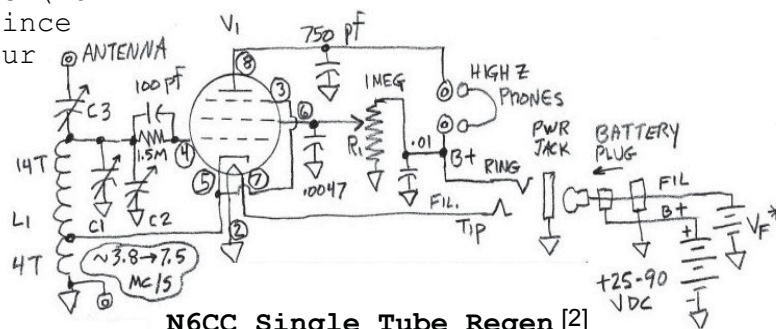 ince
ur
ANTENNA
C3
100pf
1.5M
14T
L1
4T
C1
C2
~3.8→7.5
MC/S
V1
8
3
6
4
5
7
2
750 pf
.0047
1MEG
R1
.01
HIGH Z
PHONES
B+
RING
FIL.
TIP
PWR
JACK
BATTERY
PLUG
FIL
B+
+
VF*
+25-90
VDC
N6CC Single Tube Regen [2]